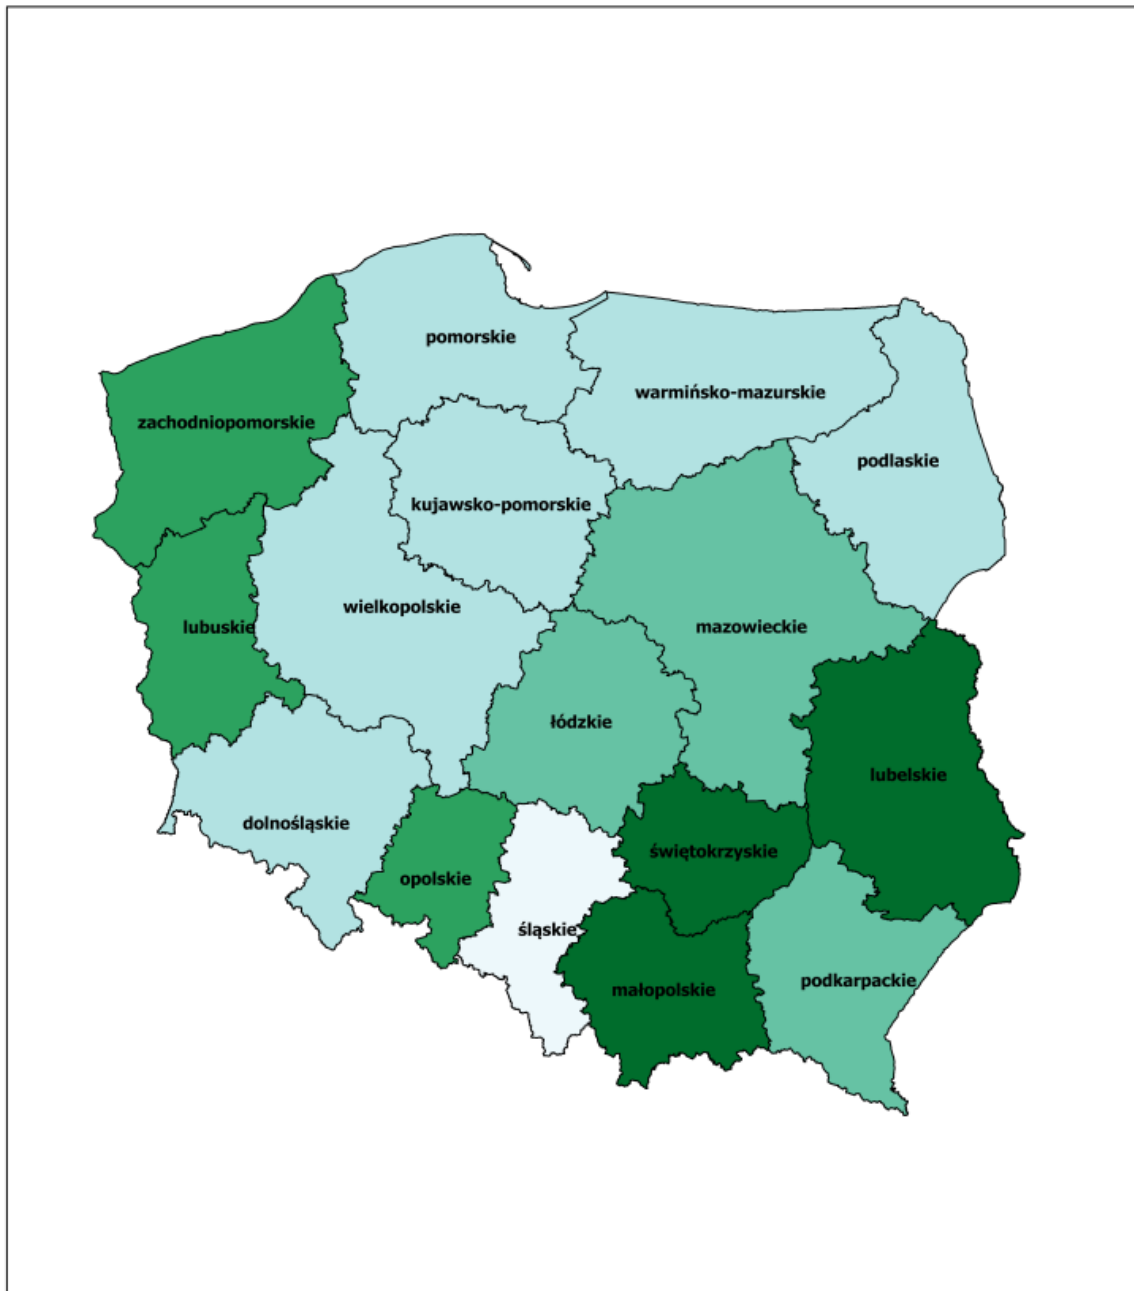 pomorskie
warmińsko-mazurskie
zachodniopomorskie
podlaskie
kujawsko-pomorskie
wielkopolskie
lubuskie
mazowieckie
łódzkie
lubelskie
dolnośląskie
świętokrzyskie
opolskie
śląskie
podkarpackie
małopolskie